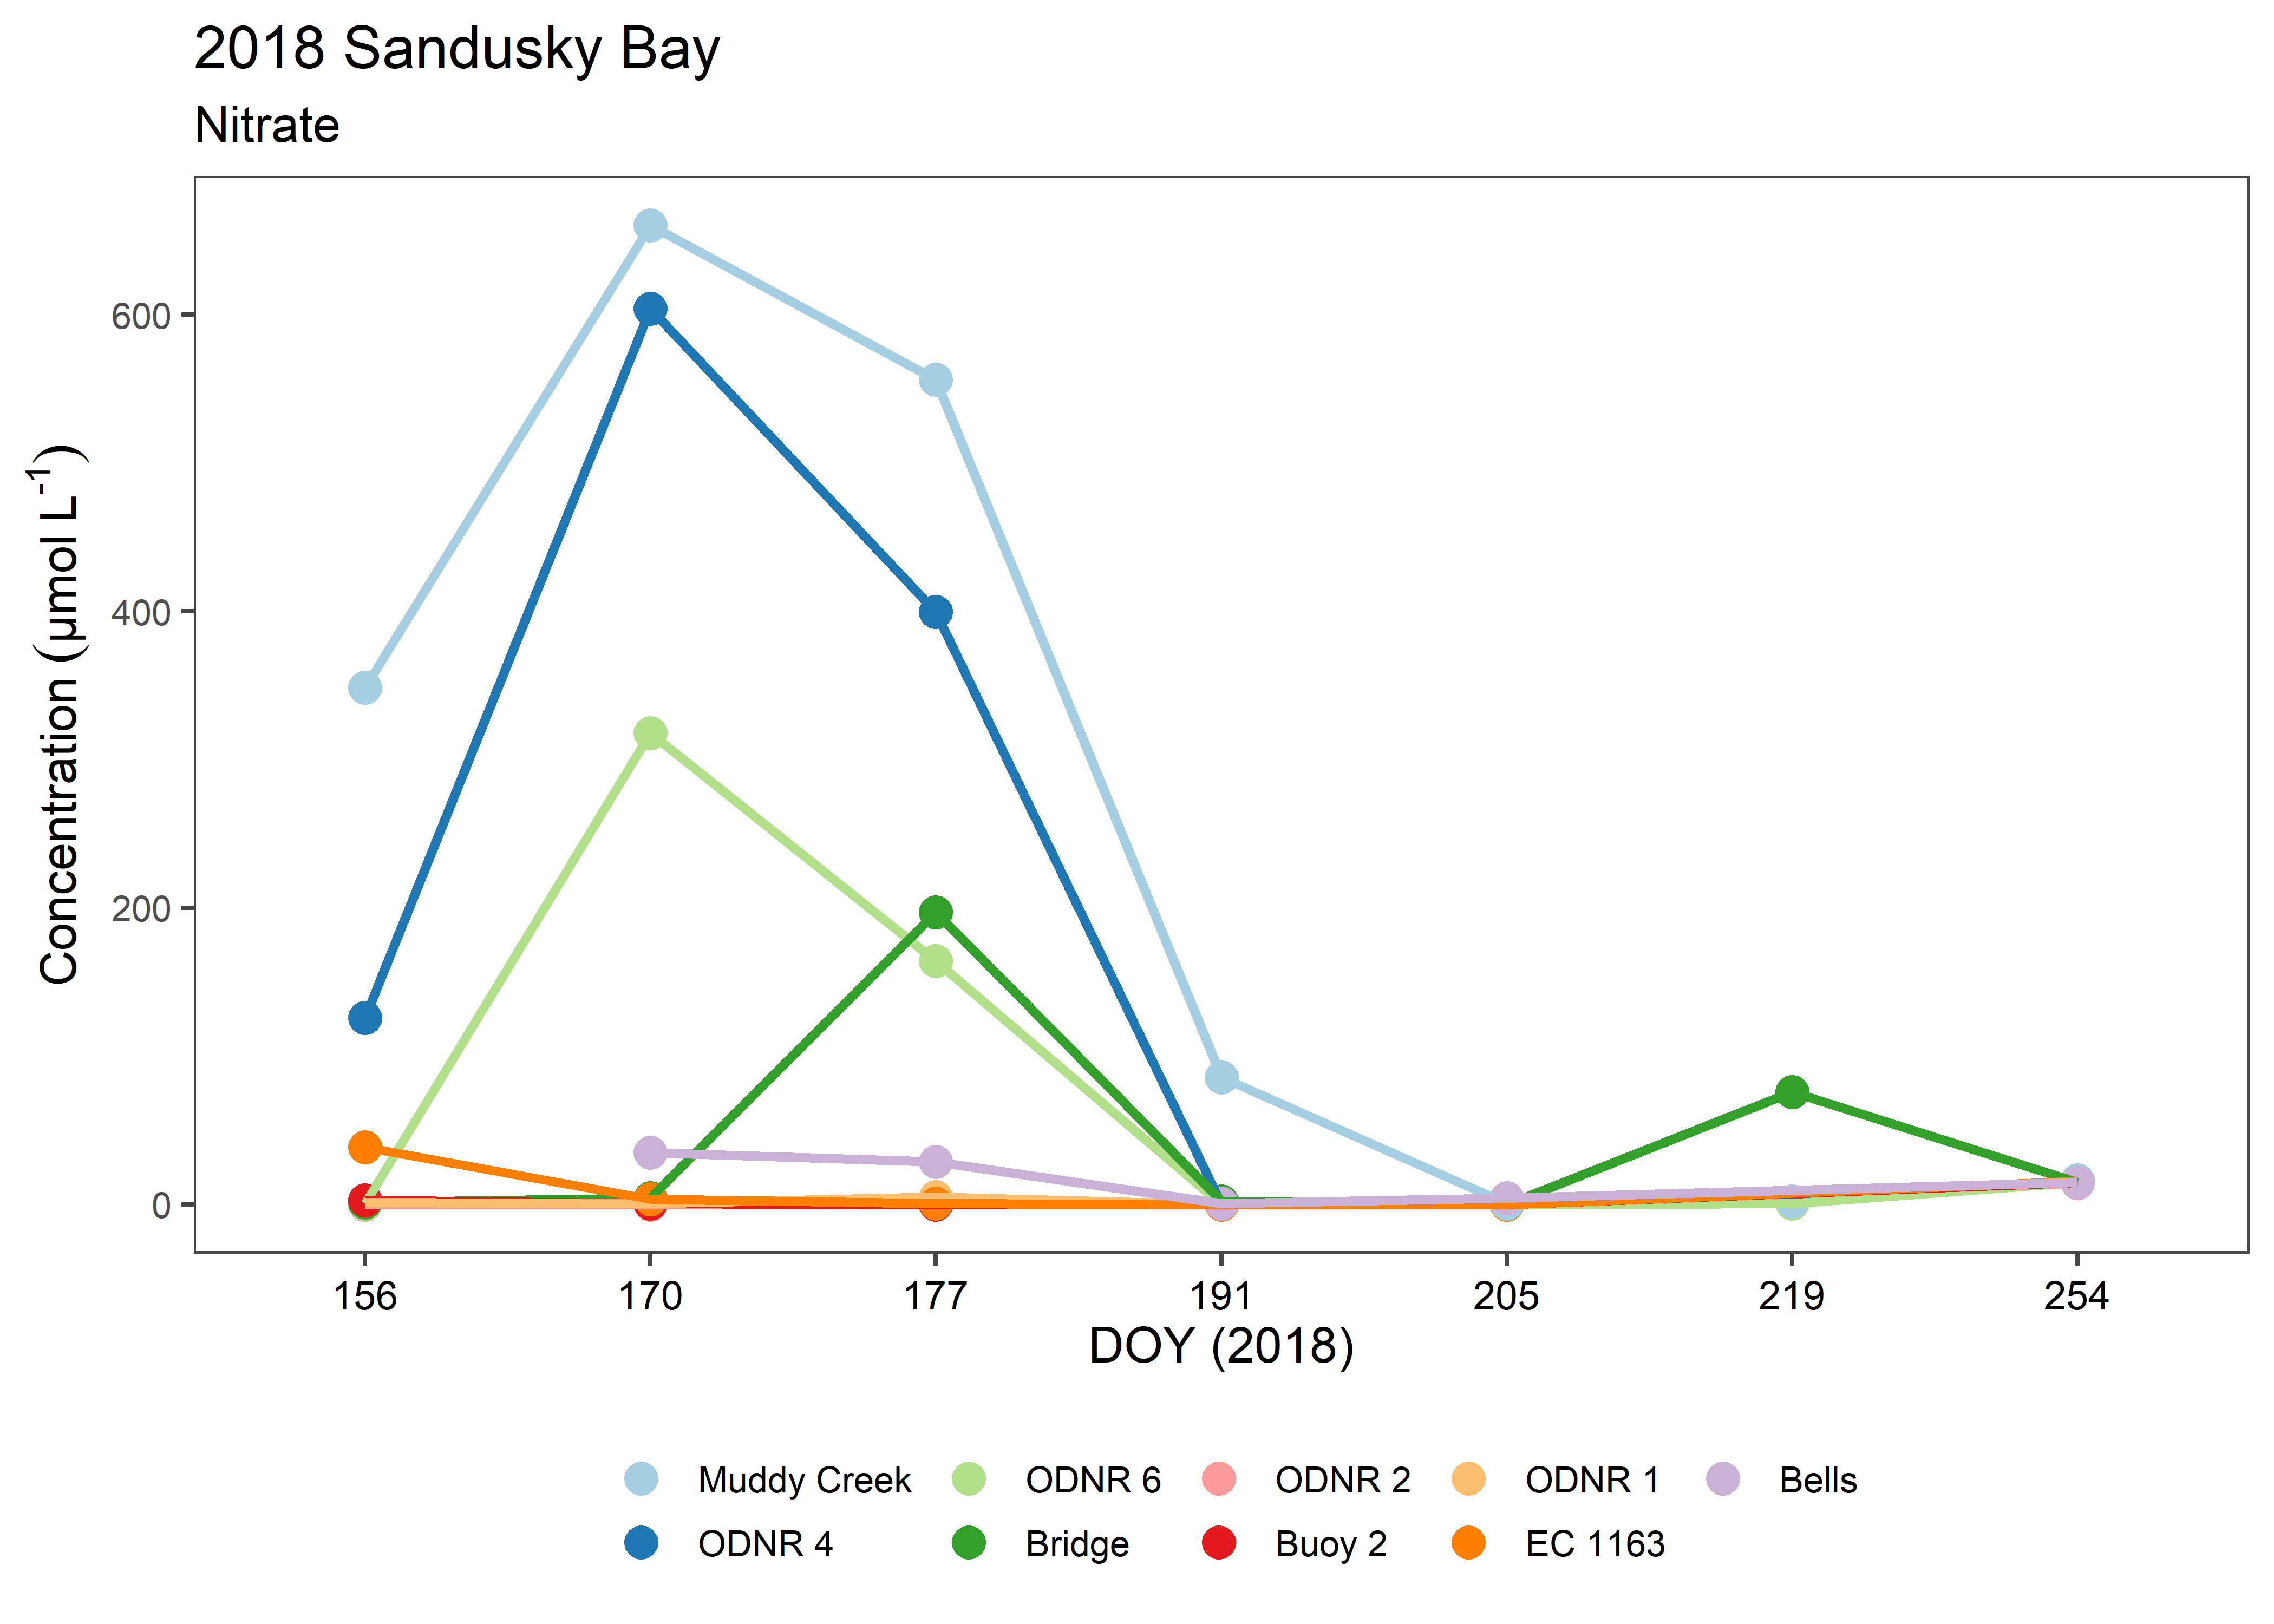 2018 Sandusky Bay
Nitrate
Concentration (μmol L-1)
600
400
200
0
156 170 177 191 205 219 254
DOY (2018)
Muddy Creek ODNR 6 ODNR 2 ODNR 1 Bells
ODNR 4 Bridge Buoy 2 EC 1163